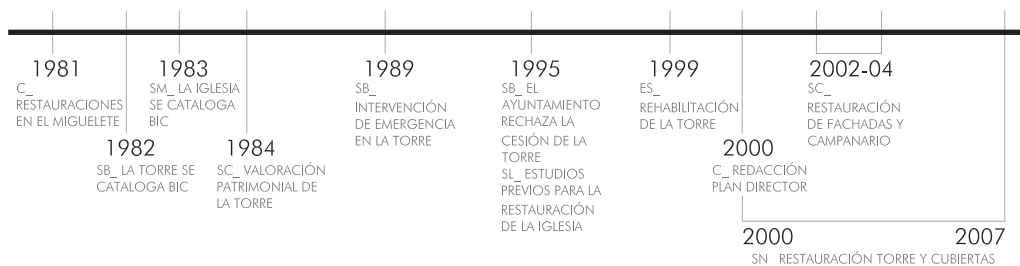 1981
C_
RESTAURACIONES
EN EL MIGUELETE
1982
SB_ LA TORRE SE
CATALOGA BIC
1983
SM_ LA IGLESIA
SE CATALOGA
BIC
1984
SC_ VALORACIÓN
PATRIMONIAL DE
LA TORRE
1989
SB_
INTERVENCIÓN
DE EMERGENCIA
EN LA TORRE
1995
SB_ EL
AYUNTAMIENTO
RECHAZA LA
CESIÓN DE LA
TORRE
SL_ ESTUDIOS
PREVIOS PARA LA
RESTAURACIÓN
DE LA IGLESIA
1999
ES_
REHABILITACIÓN
DE LA TORRE
2000
C_ REDACCIÓN
PLAN DIRECTOR
2002-04
SC_
RESTAURACIÓN
DE FACHADAS Y
CAMPANARIO
2000 2007
SN RESTAURACIÓN TORRE Y CUBIERTAS